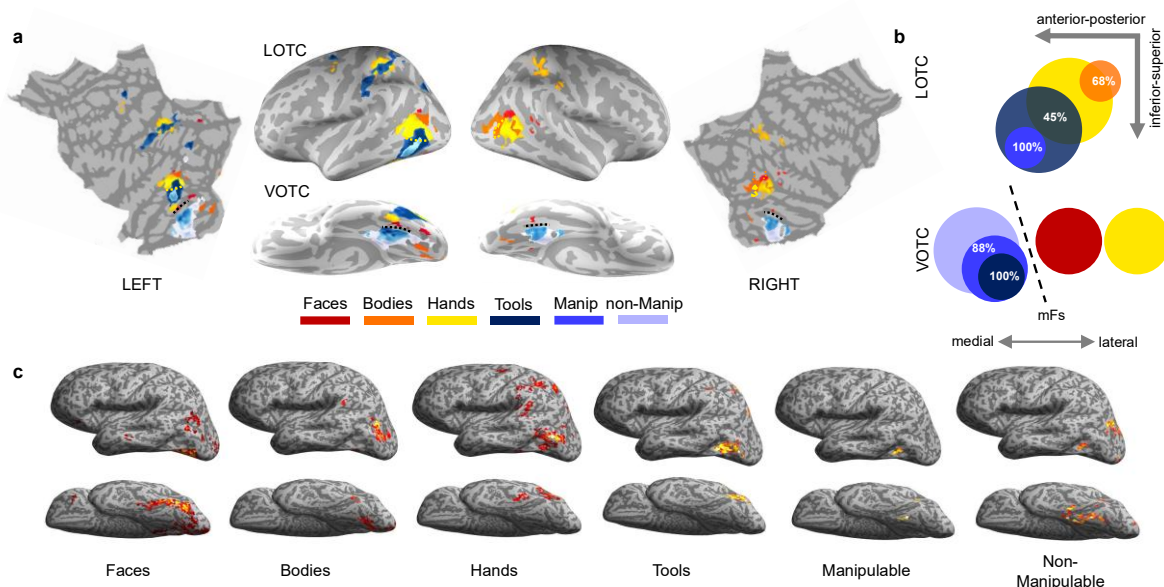 a
LOTC
VOTC
LEFT
RIGHT
Faces Bodies Hands Tools Manip non-Manip
b
anterior-posterior
inferior-superior
LOTC
68%
45%
100%
VOTC
88%
100%
mFs
medial lateral
c
Faces Bodies Hands Tools Manipulable Non-
Manipulable